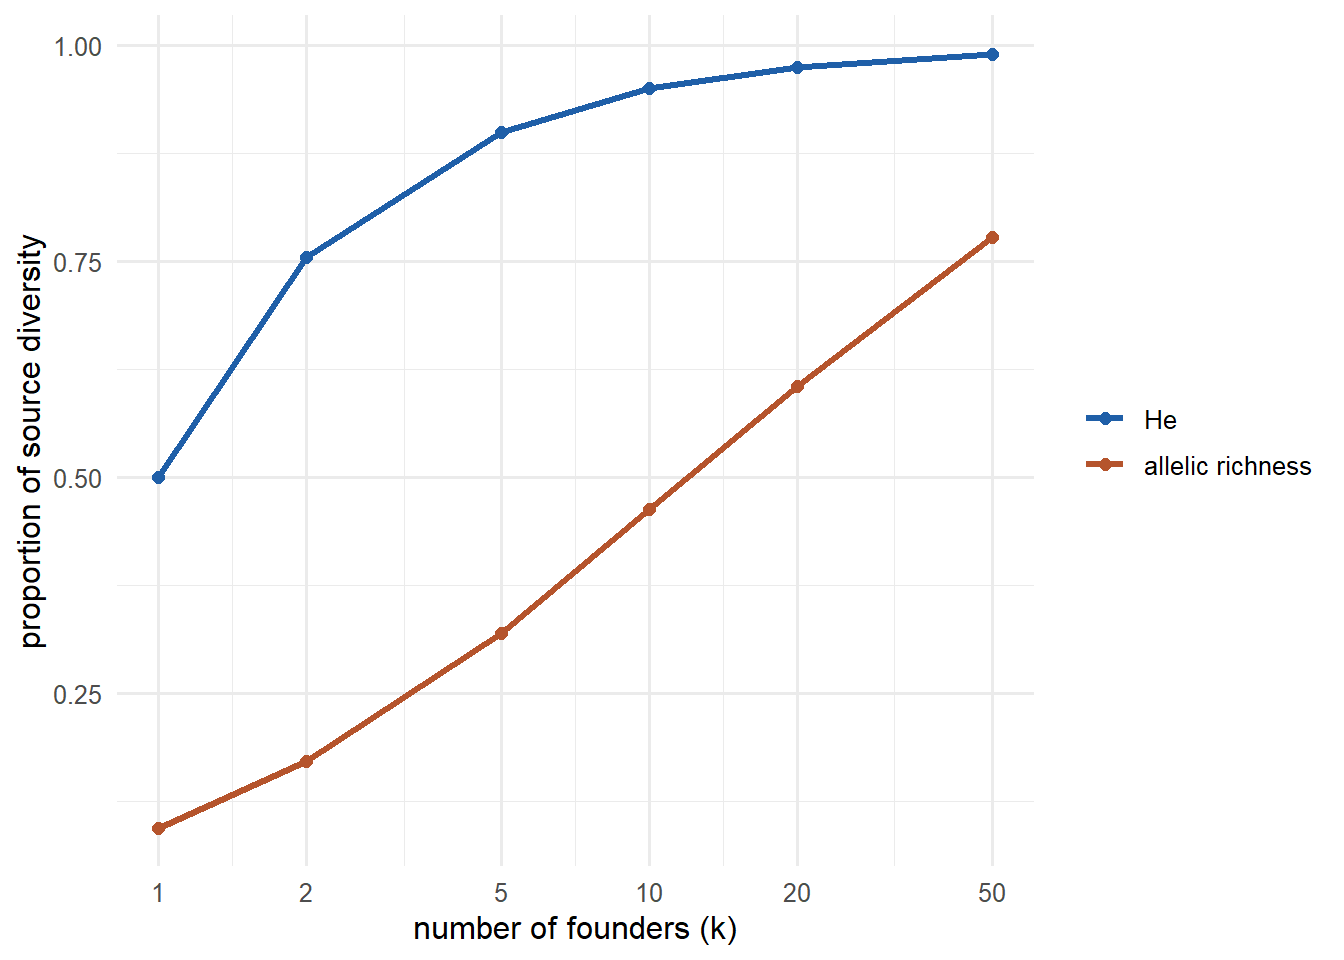 1.00
0.75
0.50
0.25
proportion of source diversity
1 2 5 10 20 50
number of founders (k)
He
allelic richness